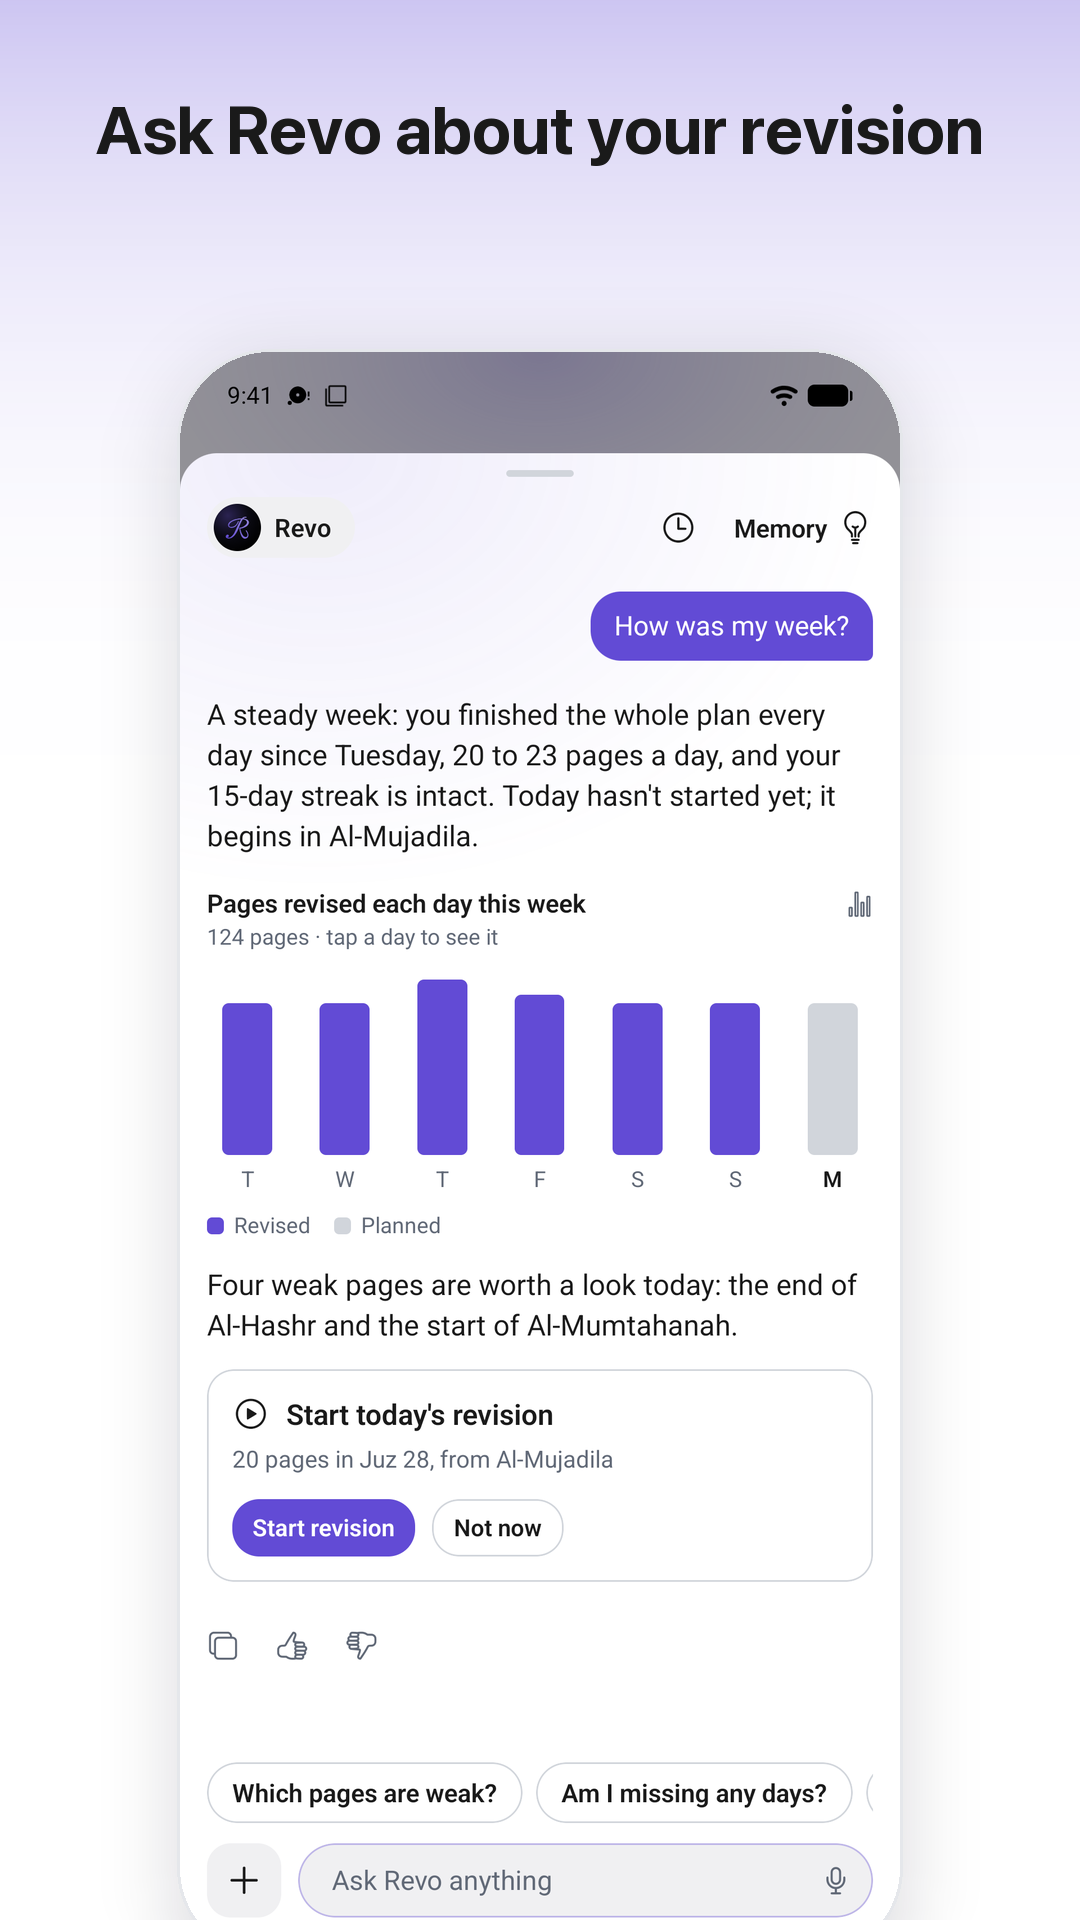 Ask Revo about your revision
9:41
Revo
Memory
How was my week?
A steady week: you finished the whole plan every
day since Tuesday, 20 to 23 pages a day, and your
15-day streak is intact. Today hasn't started yet; it
begins in Al-Mujadila.
Pages revised each day this week
124 pages · tap a day to see it
T W T F S S M
Revised Planned
Four weak pages are worth a look today: the end of
Al-Hashr and the start of Al-Mumtahanah.
Start today's revision
20 pages in Juz 28, from Al-Mujadila
Start revision Not now
Which pages are weak? Am I missing any days?
Ask Revo anything